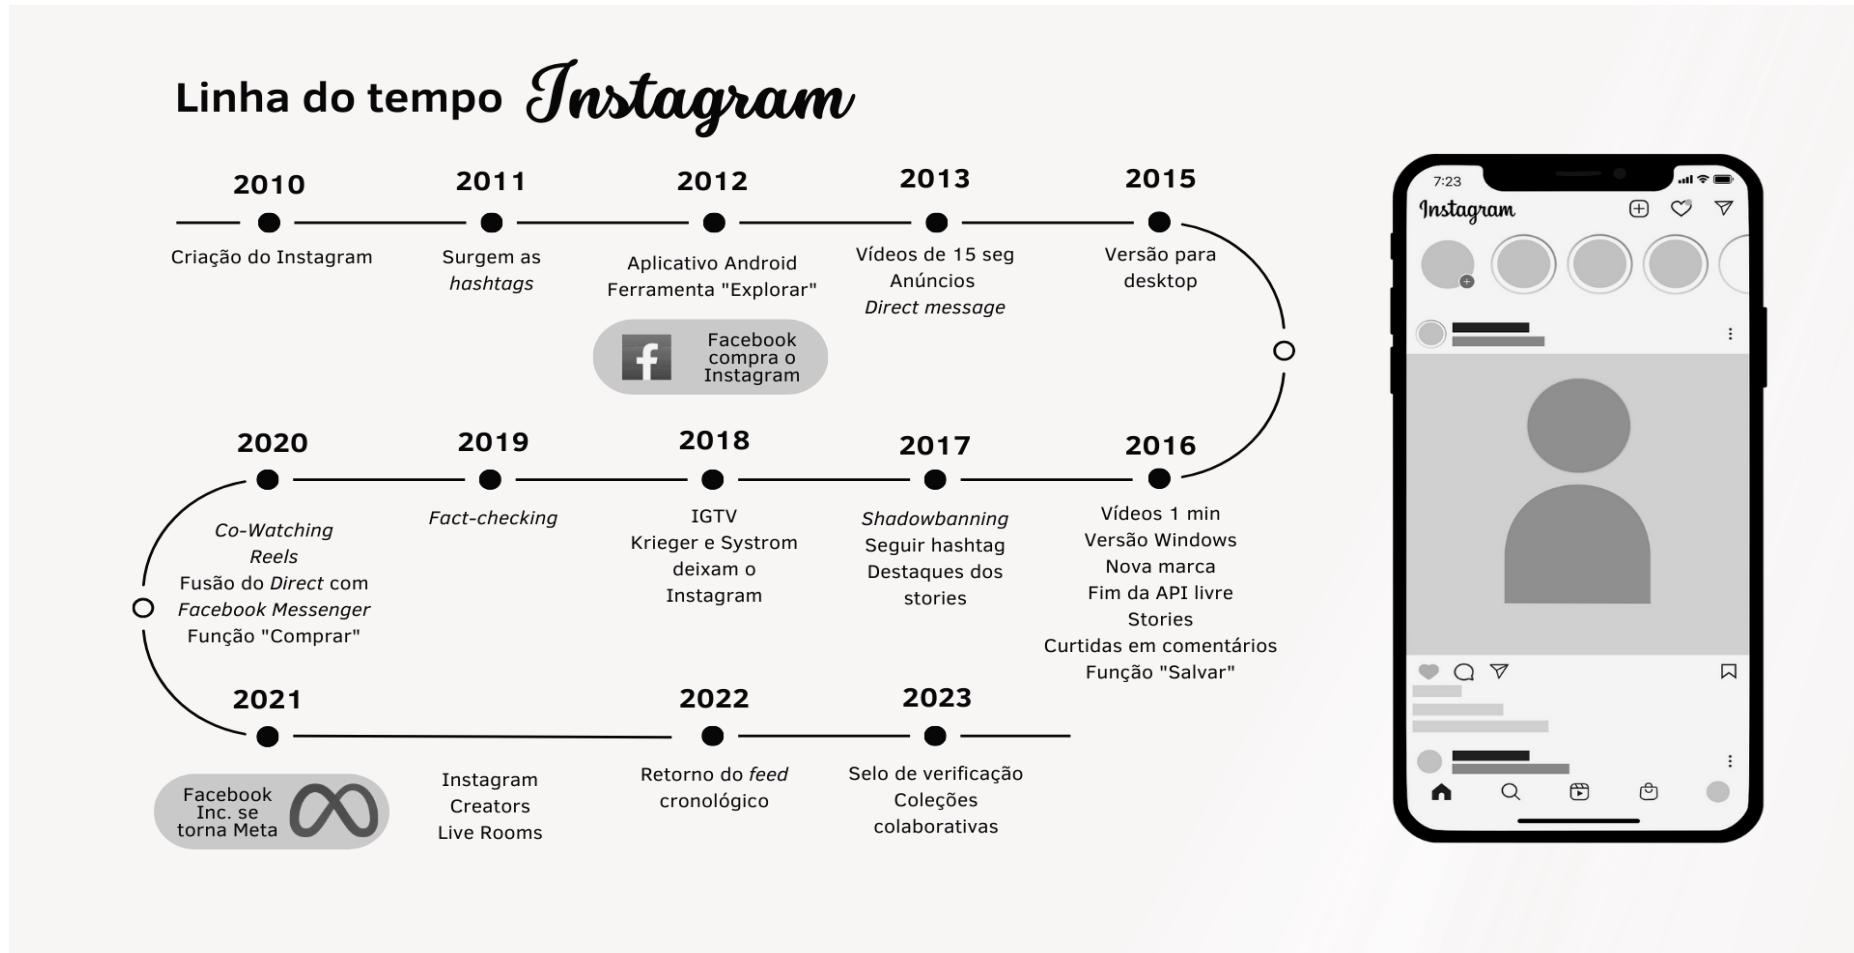 Linha do tempo Instagram
2010
Criação do Instagram
2011
Surgem as
hashtags
2012
Aplicativo Android
Ferramenta "Explorar"
f
Facebook
compra o
Instagram
2013
Vídeos de 15 seg
Anúncios
Direct message
2015
Versão para
desktop
2016
Vídeos 1 min
Versão Windows
Nova marca
Fim da API livre
Stories
Curtidas em comentários
Função "Salvar"
2017
Shadowbanning
Seguir hashtag
Destaques dos
stories
2018
IGTV
Krieger e Systrom
deixam o
Instagram
2019
Fact-checking
2020
Co-Watching
Reels
Fusão do Direct com
Facebook Messenger
Função "Comprar"
2021
Facebook
Inc. se
torna Meta
Instagram
Creators
Live Rooms
2022
Retorno do feed
cronológico
2023
Selo de verificação
Coleções
colaborativas
7:23
Instagram